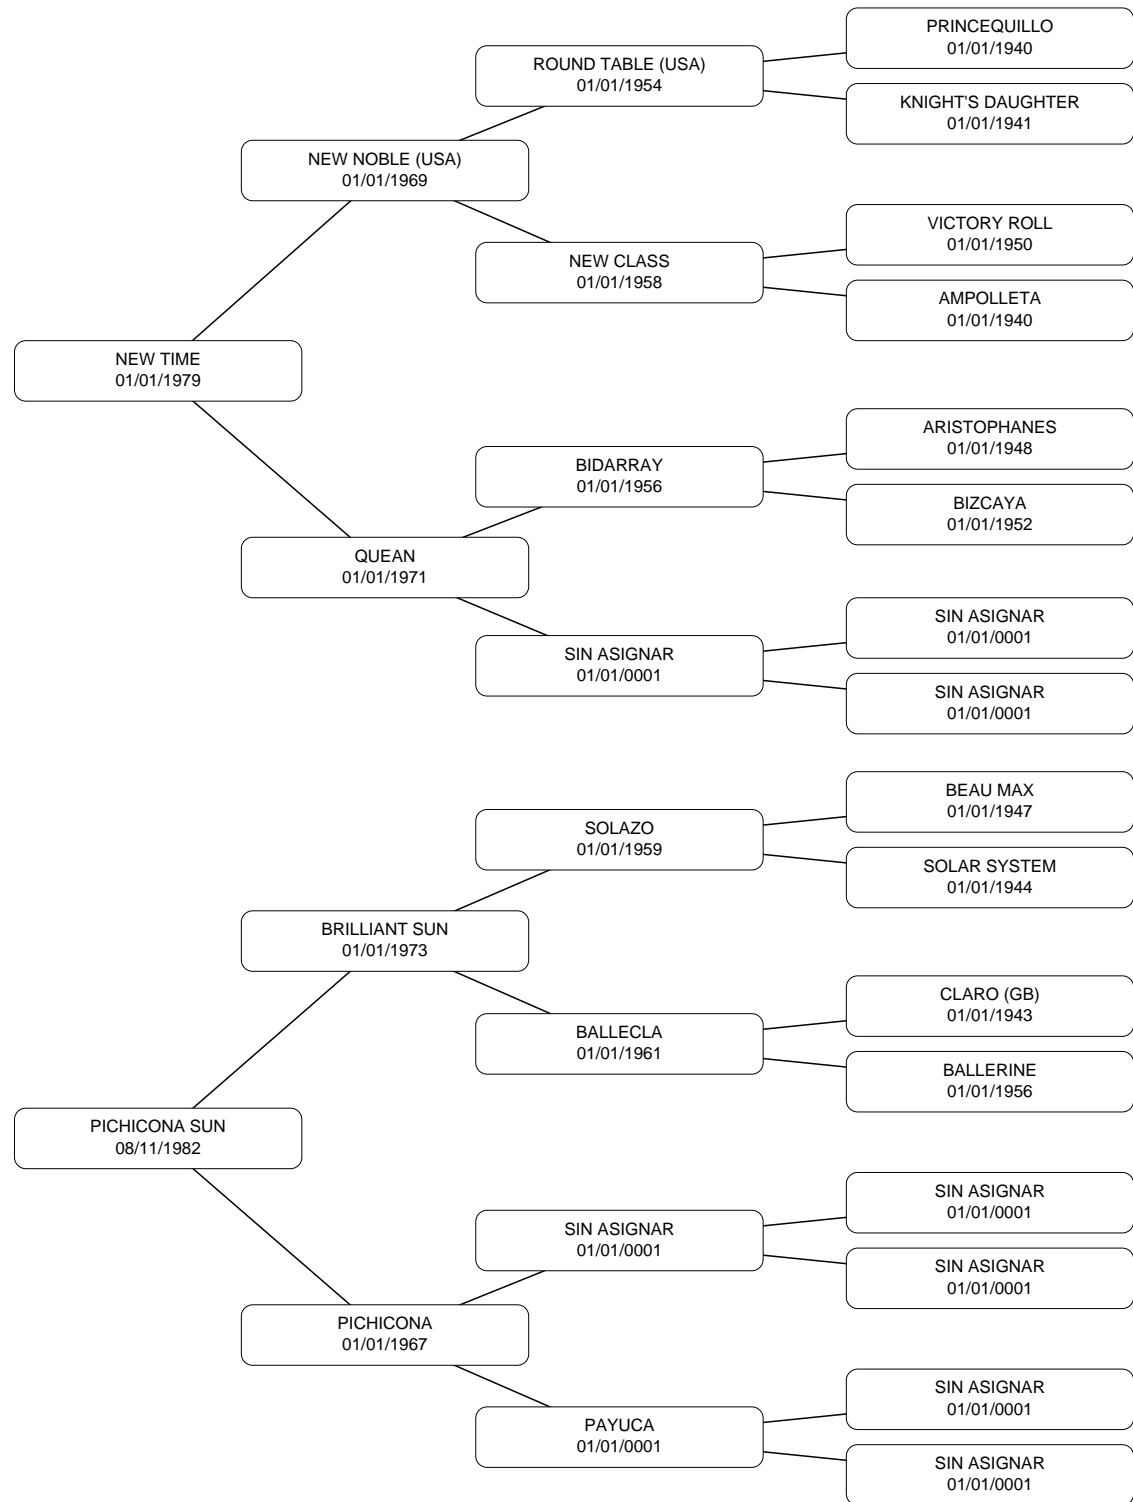 PRINCEQUILLO
01/01/1940
ROUND TABLE (USA)
01/01/1954
KNIGHT'S DAUGHTER
01/01/1941
NEW NOBLE (USA)
01/01/1969
VICTORY ROLL
01/01/1950
NEW CLASS
01/01/1958
AMPOLLETA
01/01/1940
NEW TIME
01/01/1979
ARISTOPHANES
01/01/1948
BIDARRAY
01/01/1956
BIZCAYA
01/01/1952
QUEAN
01/01/1971
SIN ASIGNAR
01/01/0001
SIN ASIGNAR
01/01/0001
SIN ASIGNAR
01/01/0001
BEAU MAX
01/01/1947
SOLAZO
01/01/1959
SOLAR SYSTEM
01/01/1944
BRILLIANT SUN
01/01/1973
CLARO (GB)
01/01/1943
BALLECLA
01/01/1961
BALLERINE
01/01/1956
PICHICONA SUN
08/11/1982
SIN ASIGNAR
01/01/0001
SIN ASIGNAR
01/01/0001
SIN ASIGNAR
01/01/0001
PICHICONA
01/01/1967
SIN ASIGNAR
01/01/0001
PAYUCA
01/01/0001
SIN ASIGNAR
01/01/0001